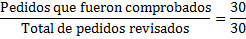 Pedidos que fueron comprobados
Total de pedidos revisados
=
30
30